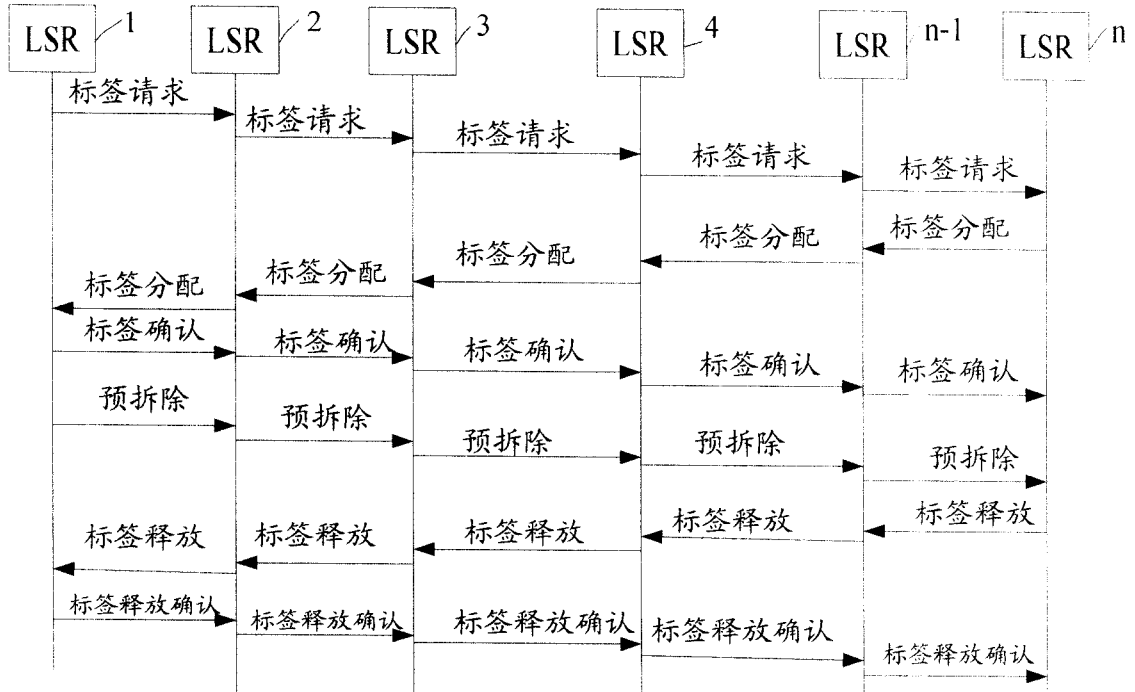 LSR 1
LSR 2
LSR 3
LSR 4
LSR n-1
LSR n
标签请求
标签请求
标签请求
标签请求
标签请求
标签分配
标签分配
标签分配
标签分配
标签分配
标签确认
标签确认
标签确认
标签确认
标签确认
预拆除
预拆除
预拆除
预拆除
预拆除
标签释放
标签释放
标签释放
标签释放
标签释放
标签释放确认
标签释放确认
标签释放确认
标签释放确认
标签释放确认